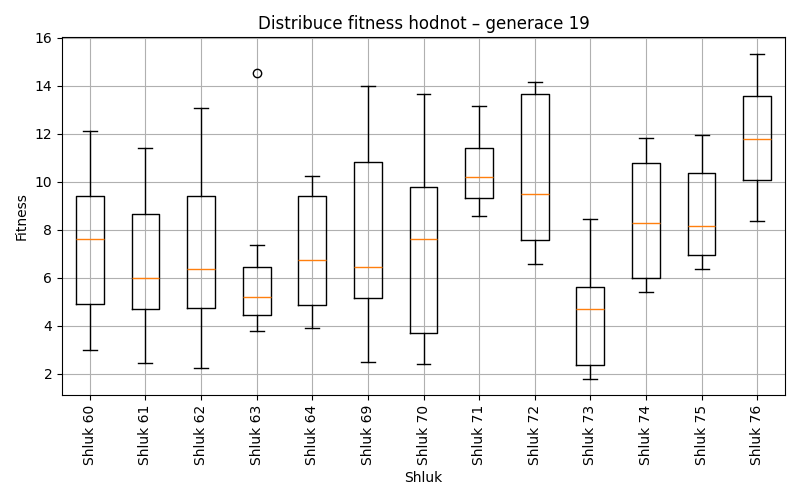 Distribuce fitness hodnot – generace 19
Fitness
16
14
12
10
8
6
4
2
Shluk 60
Shluk 61
Shluk 62
Shluk 63
Shluk 64
Shluk 69
Shluk 70
Shluk 71
Shluk 72
Shluk 73
Shluk 74
Shluk 75
Shluk 76
Shluk